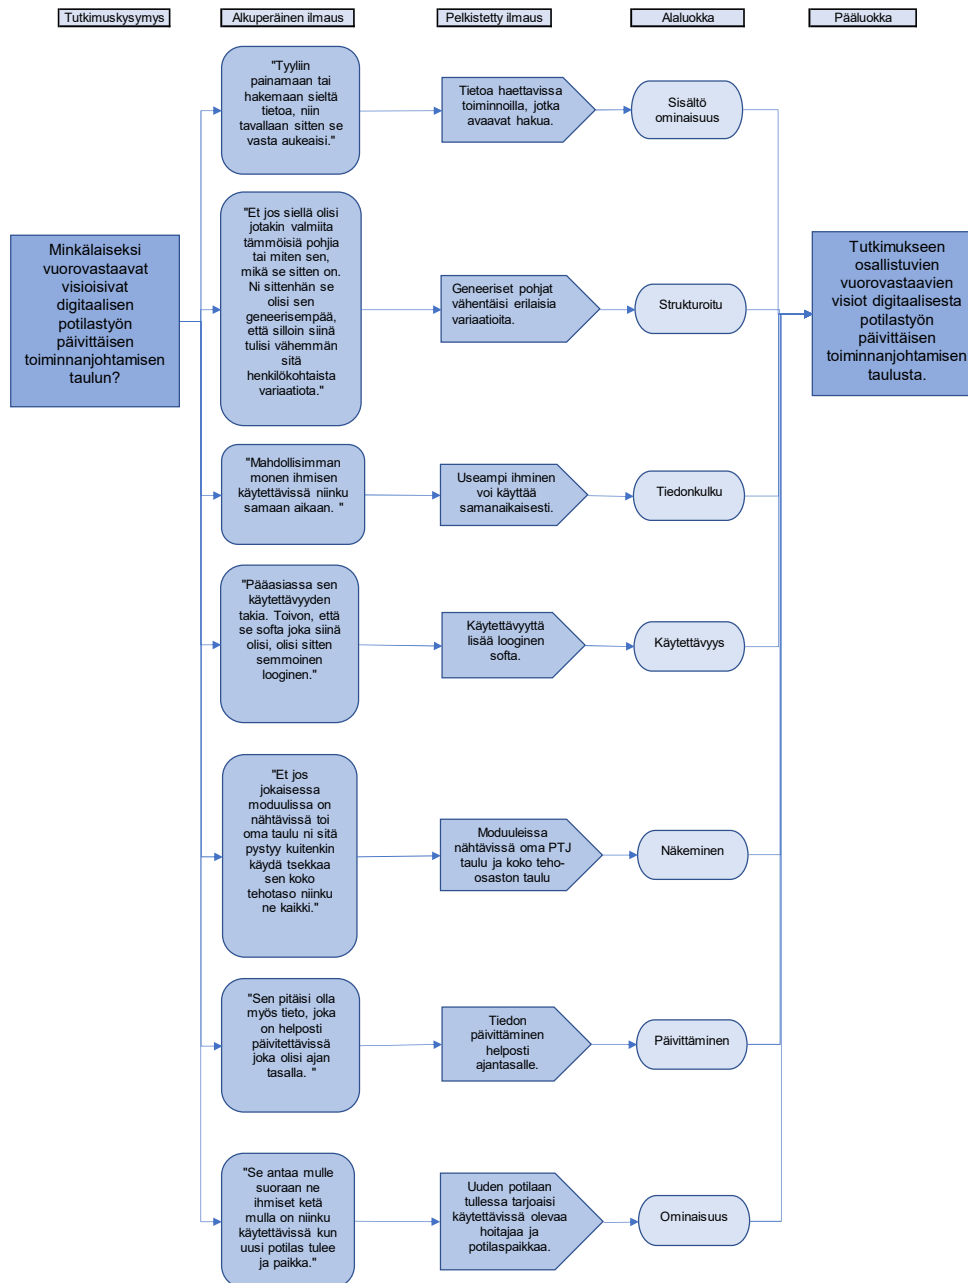 Tutkimuskysymys
Alkuperäinen ilmaus
Pelkistetty ilmaus
Alaluokka
Pääluokka
Minkälaiseksi
vuorovastaavat
visioisivat
digitaalisen
potilastyön
päivittäisen
toiminnanjohtamisen
taulun?
"Tyyliin
painamaan tai
hakemaan sieltä
tietoa, niin
tavallaan sitten se
vasta aukeaisi."
Tietoa haettavissa
toiminnoilla, jotka
avaavat hakua.
Sisältö
ominaisuus
"Et jos siellä olisi
jotakin valmiita
tämmöisiä pohjia
tai miten sen,
mikä se sitten on.
Ni sittenhän se
olisi sen
geneerisempää,
että silloin siinä
tulisi vähemmän
sitä
henkilökohtaista
variaatiota."
Geneeriset pohjat
vähentäisi erilaisia
variaatioita.
Strukturoitu
"Mahdollisimman
monen ihmisen
käytettävissä niinku
samaan aikaan. "
Useampi ihminen
voi käyttää
samanaikaisesti.
Tiedonkulku
"Pääasiassa sen
käytettävyyden
takia. Toivon, että
se softa joka siinä
olisi, olisi sitten
semmoinen
looginen."
Käytettävyyttä
lisää looginen
softa.
Käytettävyys
"Et jos
jokaisessa
moduulissa on
nähtävissä toi
oma taulu ni sitä
pystyy kuitenkin
käydä tsekkaa
sen koko
tehotaso niinku
ne kaikki."
Moduuleissa
nähtävissä oma PTJ
taulu ja koko teho-
osaston taulu
Näkeminen
"Sen pitäisi olla
myös tieto, joka
on helposti
päivitettävissä
joka olisi ajan
tasalla. "
Tiedon
päivittäminen
helposti
ajantasalle.
Päivittäminen
"Se antaa mulle
suoraan ne
ihmiset ketä
mulla on niinku
käytettävissä kun
uusi potilas tulee
ja paikka."
Uuden potilaan
tullessa tarjoaisi
käytettävissä olevaa
hoitajaa ja
potilaspaikkaa.
Ominaisuus
Tutkimukseen
osallistuvien
vuorovastaavien
visiot digitaalisesta
potilastyön
päivittäisen
toiminnanjohtamisen
taulusta.